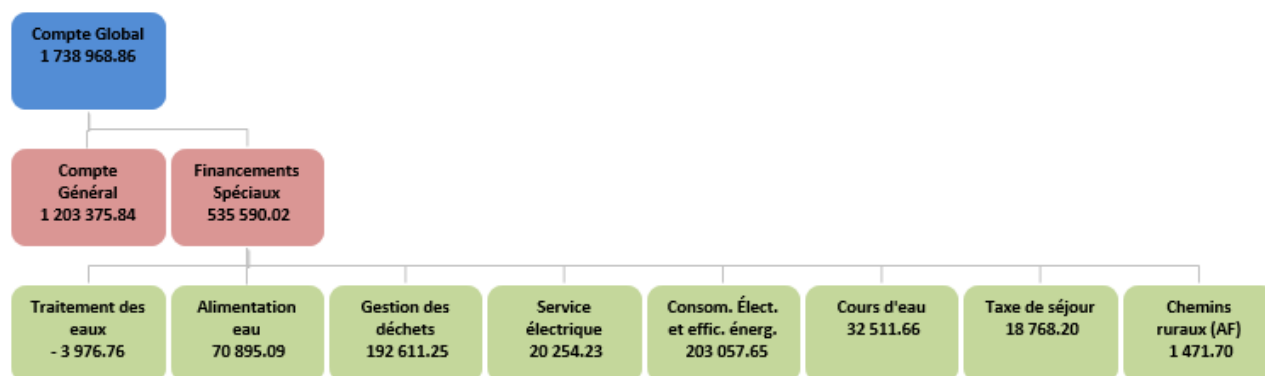 Compte Global
1 738 968.86
Compte
Général
1 203 375.84
Financements
Spéciaux
535 590.02
Traitement des
eaux
- 3 976.76
Alimentation
eau
70 895.09
Gestion des
déchets
192 611.25
Service
électrique
20 254.23
Consom. Élect.
et effic. énerg.
203 057.65
Cours d'eau
32 511.66
Taxe de séjour
18 768.20
Chemins
ruraux (AF)
1 471.70